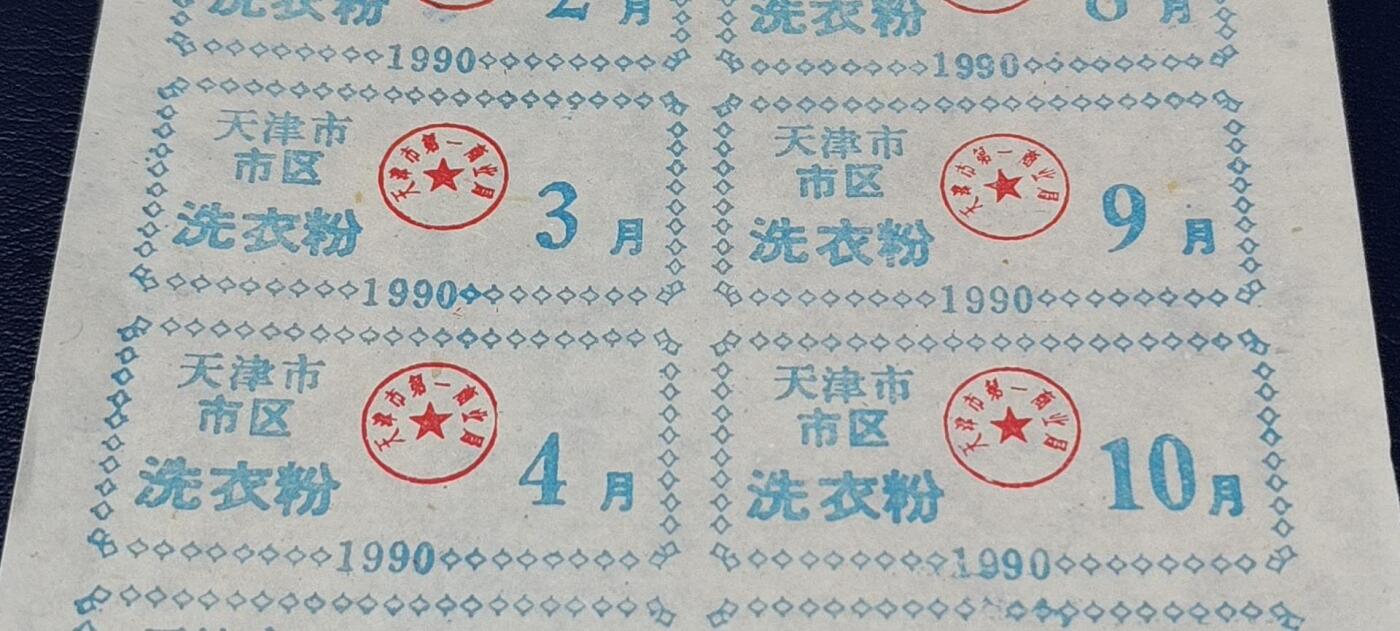 洗衣粉 2月
1990
洗衣粉 8月
1990
天津市
市区
天津市第一商业局
洗衣粉 3月
1990
天津市
市区
天津市第一商业局
洗衣粉 9月
1990
天津市
市区
天津市第一商业局
洗衣粉 4月
1990
天津市
市区
天津市第一商业局
洗衣粉 10月
1990